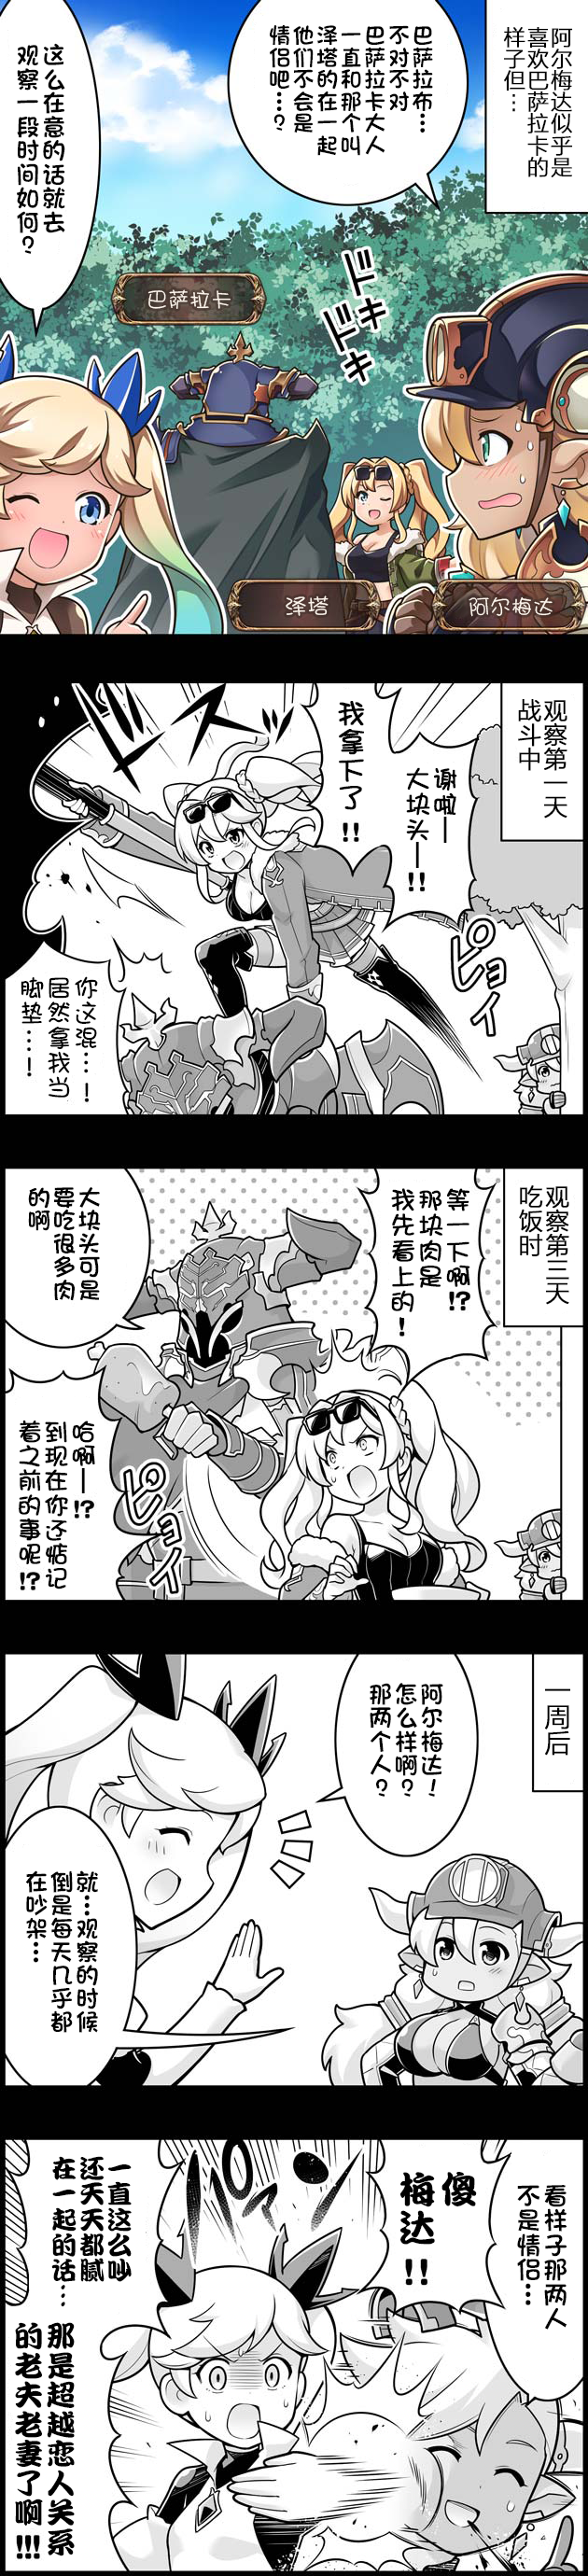 阿尔梅达似乎是
喜欢巴萨拉卡的
样子但…
巴萨拉布…
不对不对
巴萨拉卡大人
一直和那个叫
泽塔的在一起
他们不会是
情侣吧…?
这么在意的话就去
观察一段时间如何?
ドキ
ドキ
巴萨拉卡
泽塔
阿尔梅达
观察第一天
战斗中
谢啦—
大块头—!!
我拿下了!!
ドス
ピョイ
你这混…!
居然拿我当
脚垫…!
观察第三天
吃饭时
等一下啊!?
那块肉是
我先看上的!
大块头可是
要吃很多肉
的啊
哈啊—!?
到现在你还惦记
着之前的事呢!?
ピョイ
一周后
阿尔梅达!
怎么样啊?
那两个人?
就…观察的时候
倒是每天几乎都
在吵架…
看样子那两人
不是情侣…
傻
梅达!!
パァン
一直这么吵
还天天都腻
在一起的话…
那是超越恋人关系
的老夫老妻了啊!!!